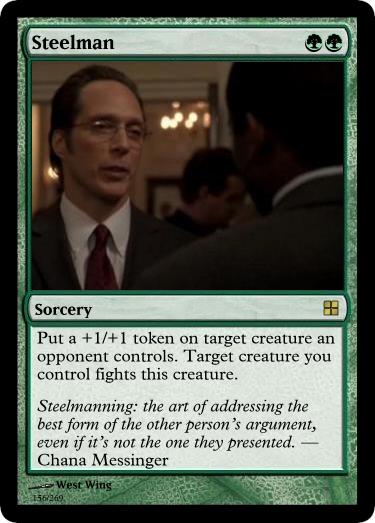 Steelman
Sorcery
Put a +1/+1 token on target creature an
opponent controls. Target creature you
control fights this creature.
Steelmanning: the art of addressing the
best form of the other person's argument,
even if it's not the one they presented. —
Chana Messinger
West Wing
156/269